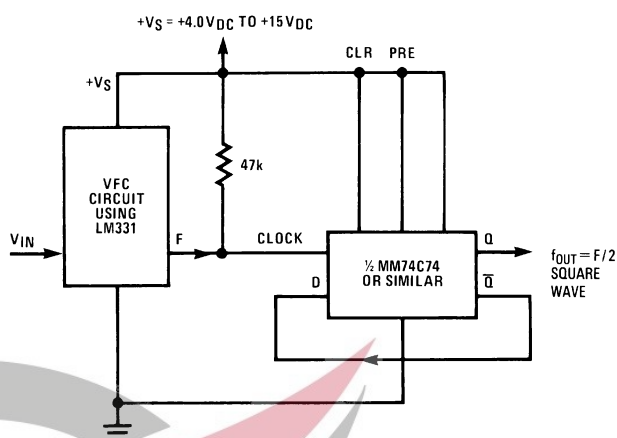 +VS = +4.0VDC TO +15VDC
CLR PRE
+VS
47k
VFC
CIRCUIT
USING
LM331
VIN
F
CLOCK
Q
½ MM74C74
OR SIMILAR
D
Q̅
fOUT = F/2
SQUARE
WAVE